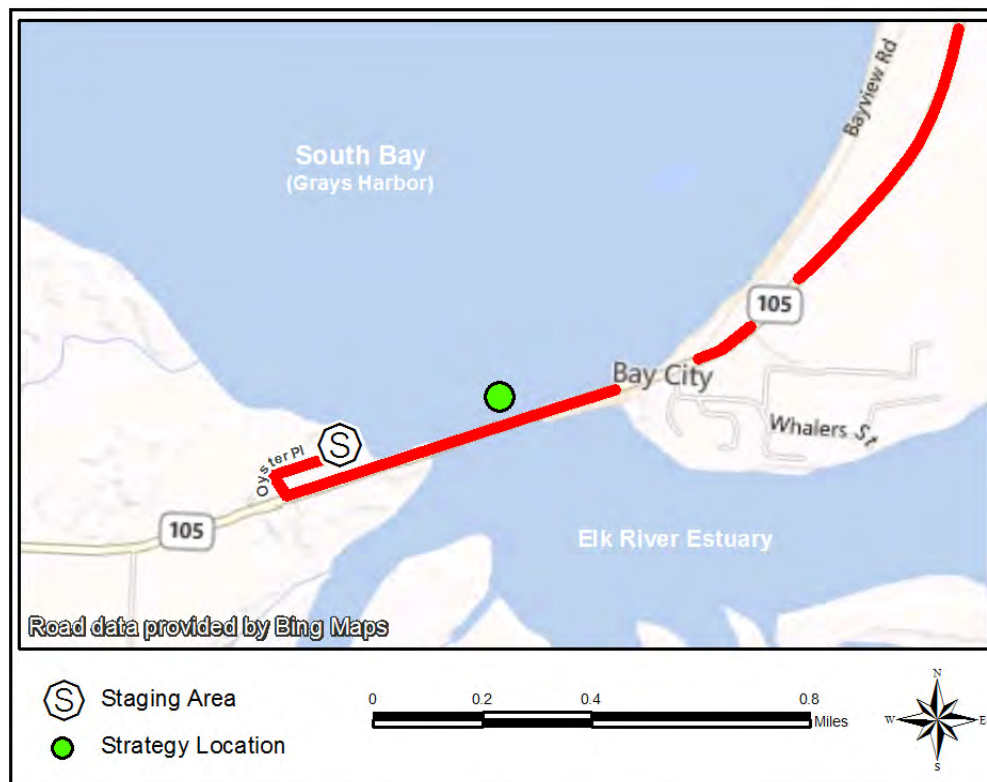 Bayview Rd
South Bay
(Grays Harbor)
105
Bay City
Whalers St
S
Oyster Pl
105
Elk River Estuary
Road data provided by Bing Maps
S Staging Area
Strategy Location
0 0.2 0.4 0.8
Miles
N
W E
S